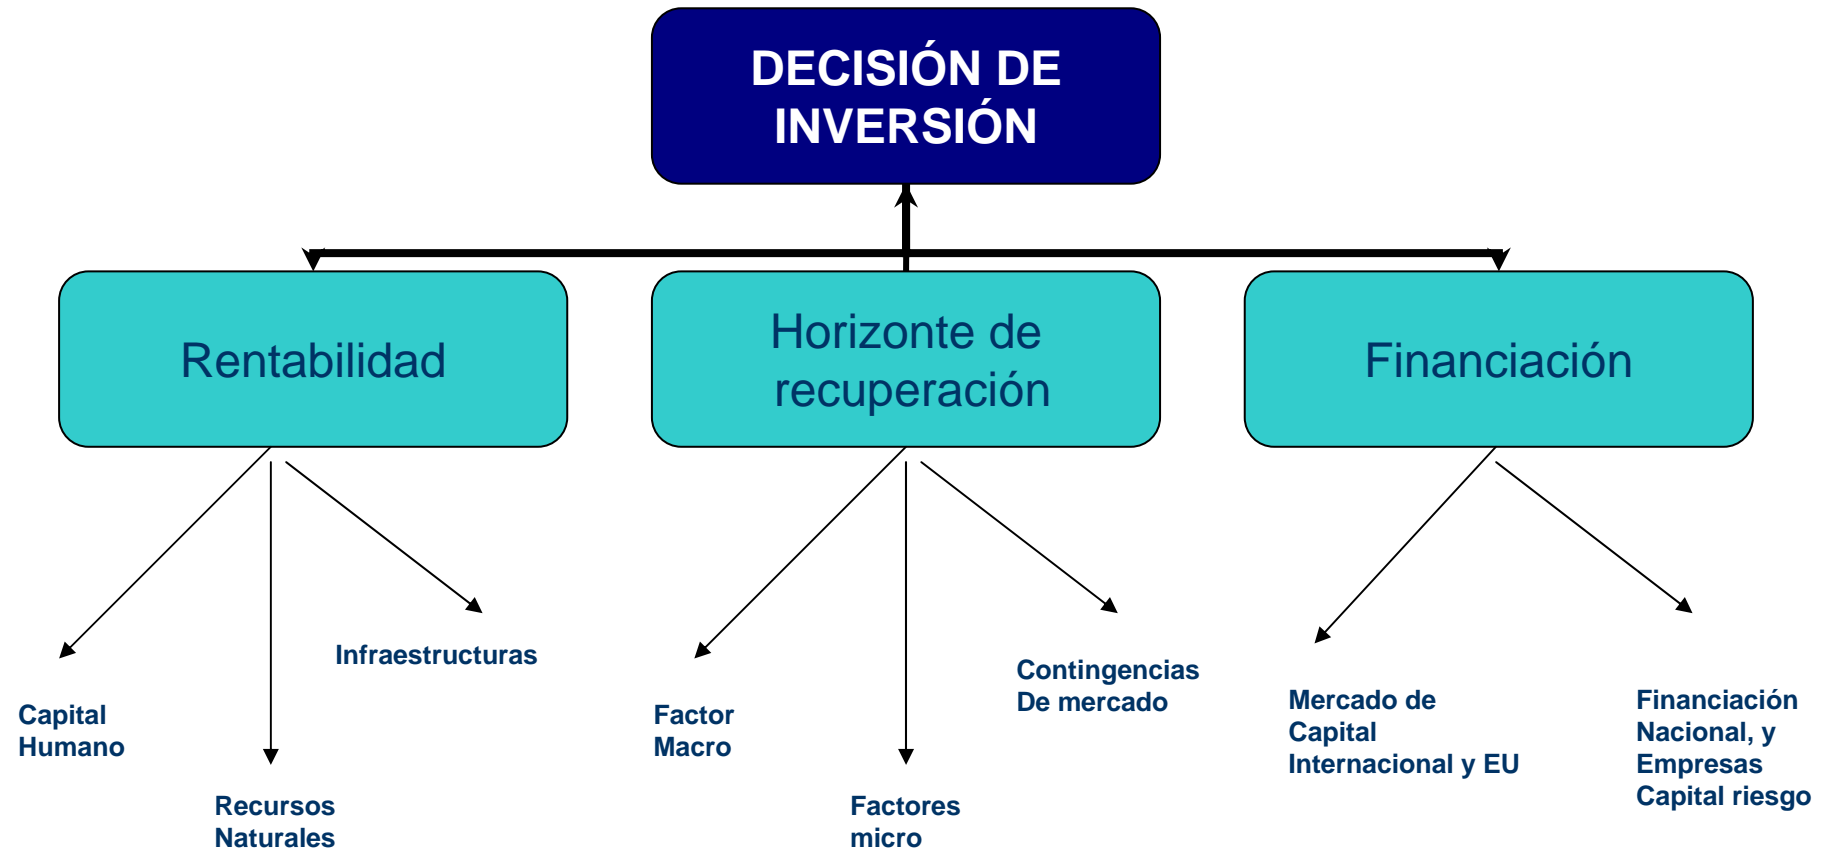 DECISIÓN DE
INVERSIÓN
Rentabilidad
Horizonte de
recuperación
Financiación
Capital
Humano
Recursos
Naturales
Infraestructuras
Factor
Macro
Factores
micro
Contingencias
De mercado
Mercado de
Capital
Internacional y EU
Financiación
Nacional, y
Empresas
Capital riesgo